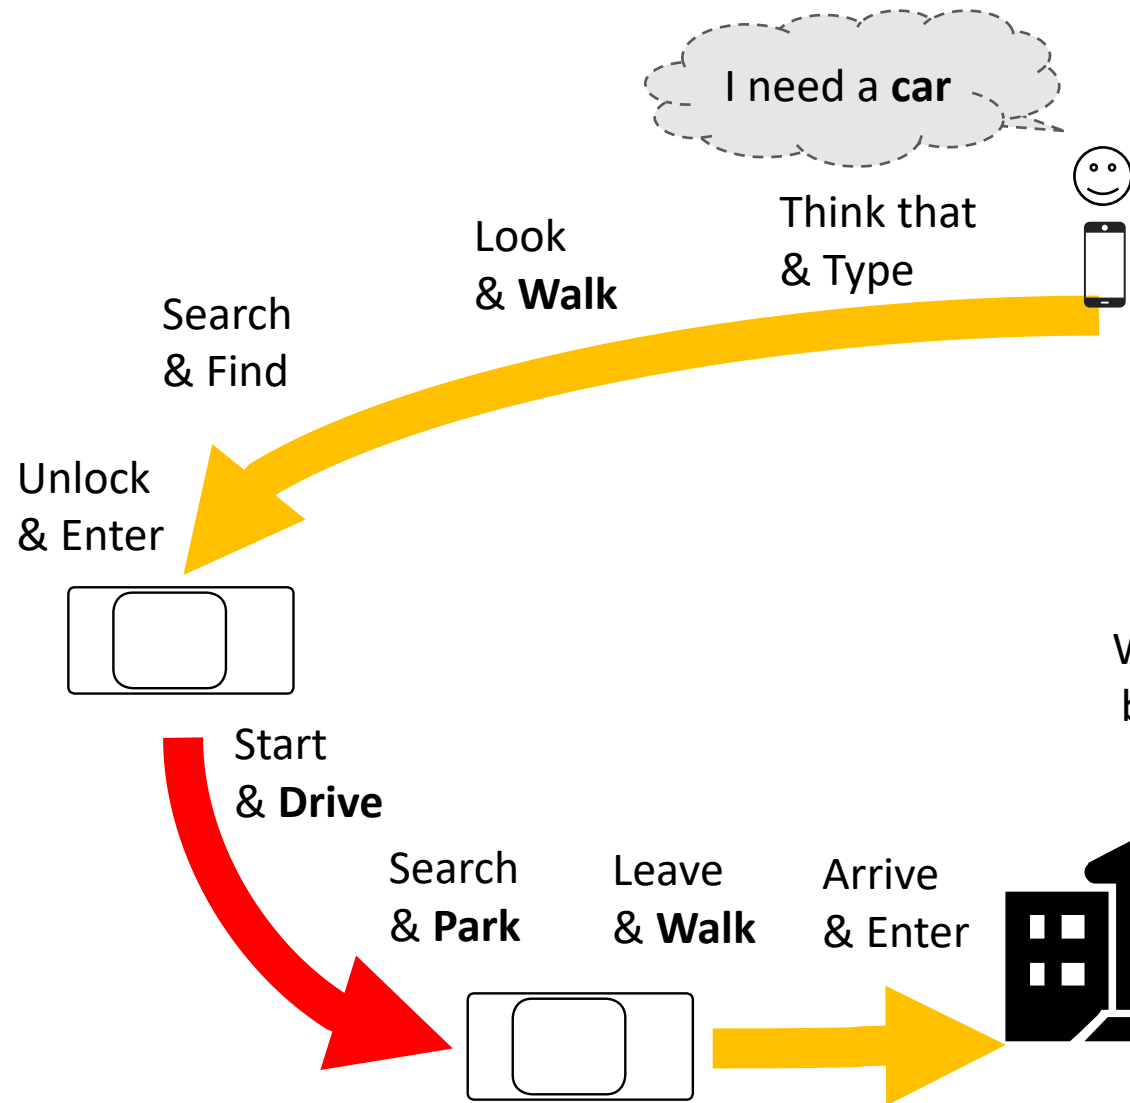 I need a car
Think that
& Type
Look
& Walk
Search
& Find
Unlock
& Enter
Start
& Drive
Search
& Park
Leave
& Walk
Arrive
& Enter